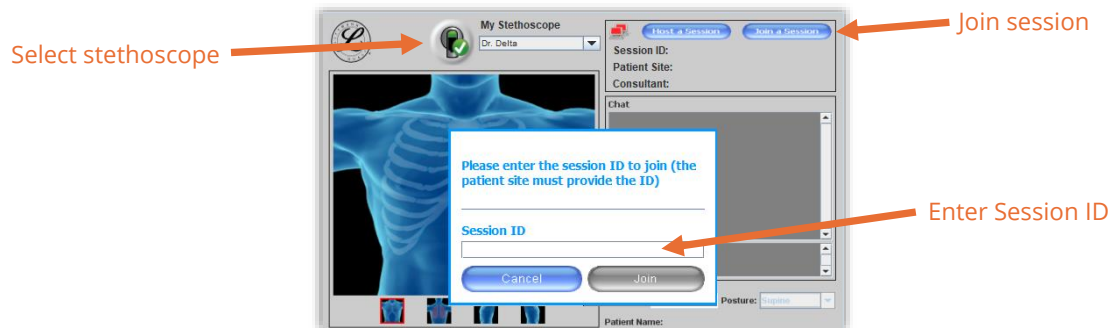 Select stethoscope
My Stethoscope
Dr. Delta
Host a Session
Join a Session
Join session
Session ID:
Patient Site:
Consultant:
Chat
Please enter the session ID to join (the
patient site must provide the ID)
Session ID
Enter Session ID
Cancel
Join
Posture: Supine
Patient Name: